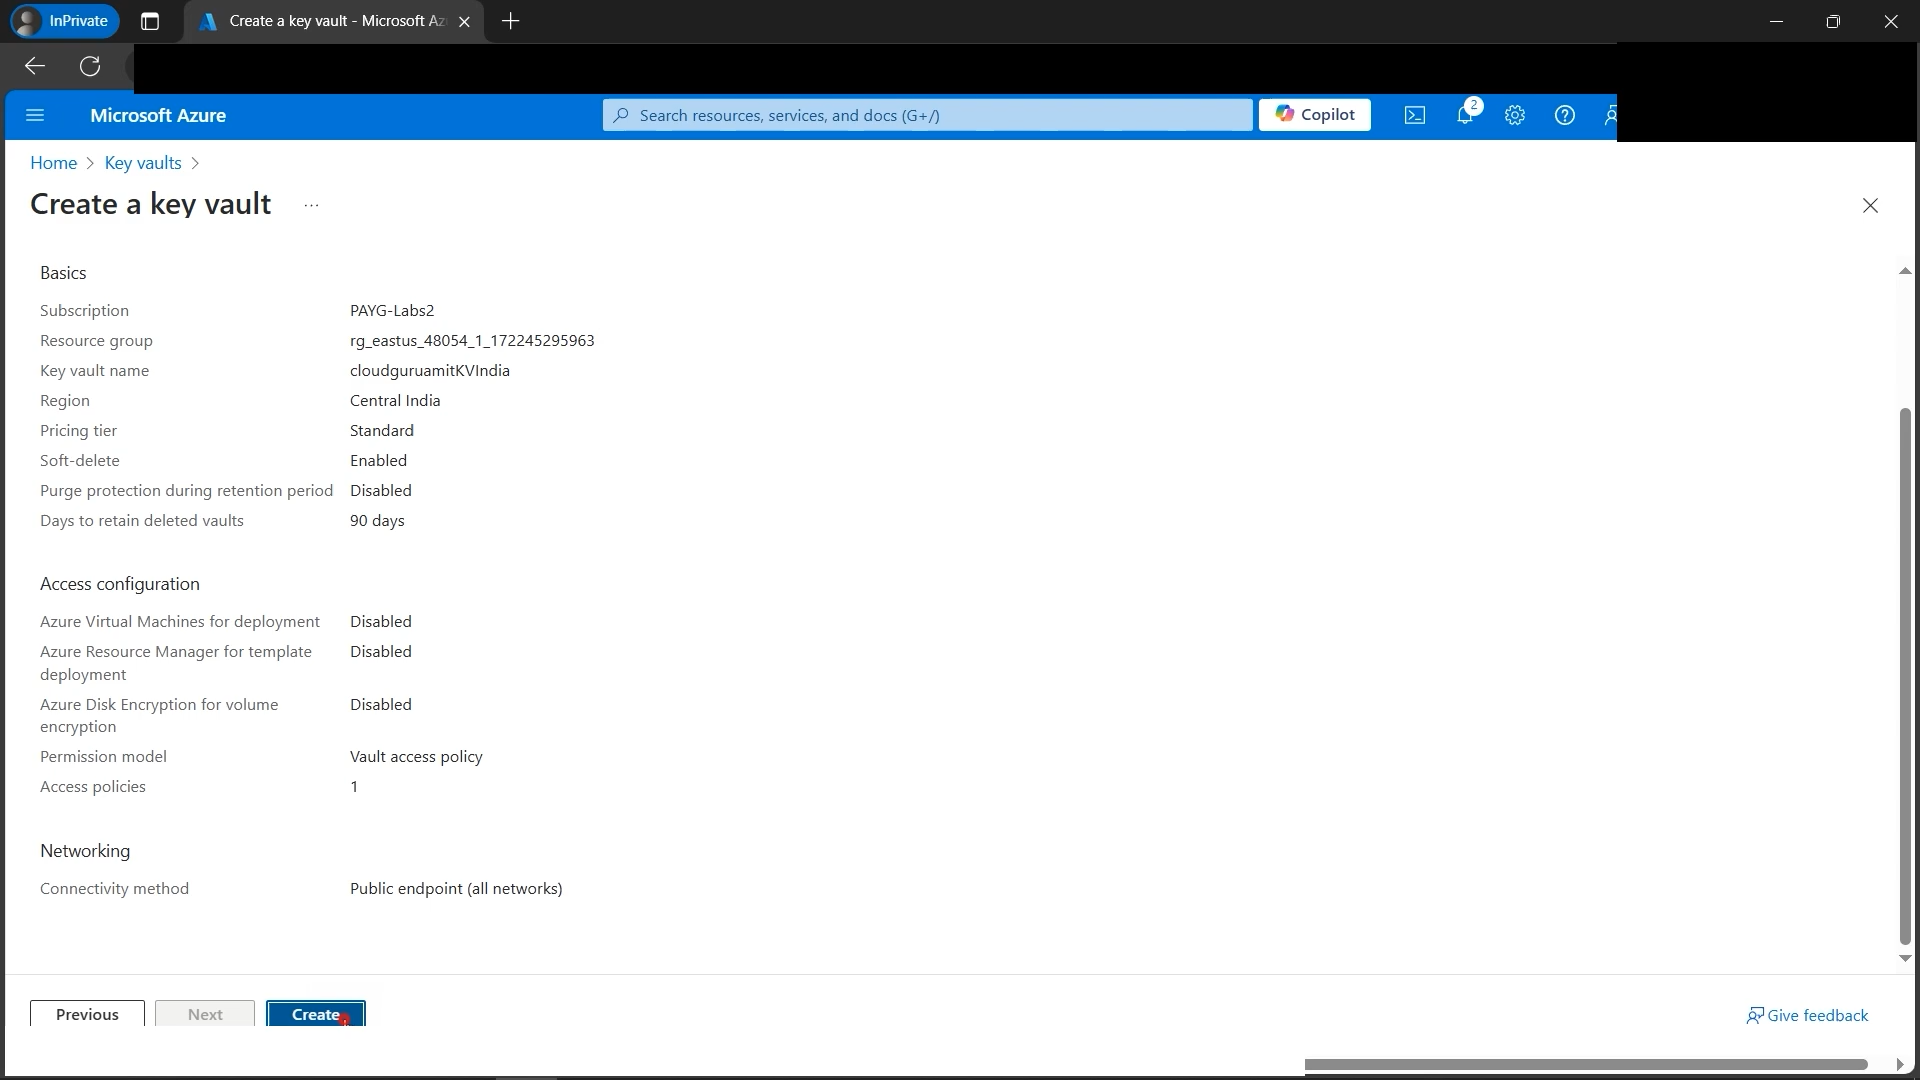 InPrivate
Create a key vault - Microsoft Az
Microsoft Azure
Search resources, services, and docs (G+/)
Copilot
2
Home > Key vaults >
Create a key vault ...
Basics
Subscription PAYG-Labs2
Resource group rg_eastus_48054_1_172245295963
Key vault name cloudguruamitKVIndia
Region Central India
Pricing tier Standard
Soft-delete Enabled
Purge protection during retention period Disabled
Days to retain deleted vaults 90 days
Access configuration
Azure Virtual Machines for deployment Disabled
Azure Resource Manager for template Disabled
deployment
Azure Disk Encryption for volume Disabled
encryption
Permission model Vault access policy
Access policies 1
Networking
Connectivity method Public endpoint (all networks)
Previous Next Create Give feedback